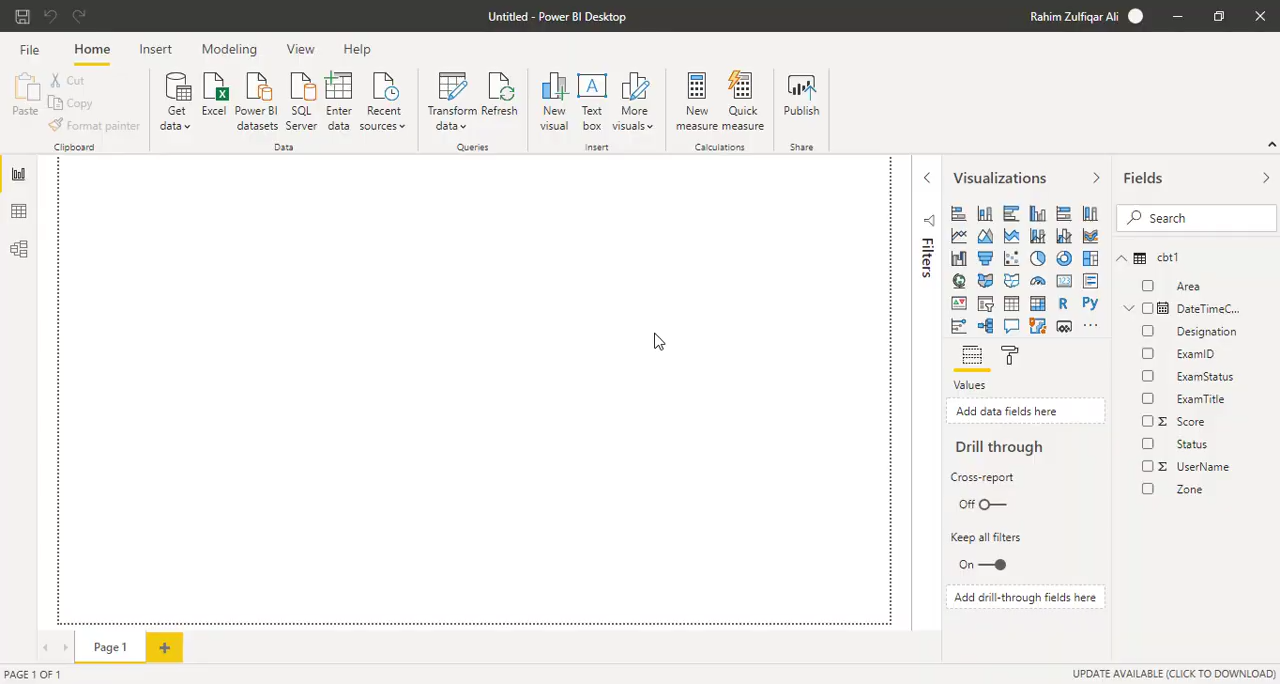 Untitled - Power BI Desktop
Rahim Zulfiqar Ali
File Home Insert Modeling View Help
Paste
Cut
Copy
Format painter
Clipboard
Get data
Excel
Power BI datasets
SQL Server
Enter data
Recent sources
Data
Transform data
Refresh
Queries
New visual
Text box
More visuals
Insert
New measure
Quick measure
Calculations
Publish
Share
Filters
Visualizations
123
R
Py
Values
Add data fields here
Drill through
Cross-report
Off
Keep all filters
On
Add drill-through fields here
Fields
Search
cbt1
Area
DateTimeC...
Designation
ExamID
ExamStatus
ExamTitle
Σ Score
Status
Σ UserName
Zone
Page 1
PAGE 1 OF 1
UPDATE AVAILABLE (CLICK TO DOWNLOAD)